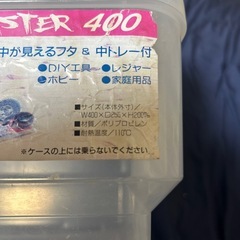 STER 400
中が見えるフタ & 中トレー付
●DIY工具 ●レジャー
●ホビー ●家庭用品
■サイズ(本体外寸)/
W400×D254×H200%
■材質/ポリプロピレン
■耐熱温度/110℃
※ケースの上には乗らないでください